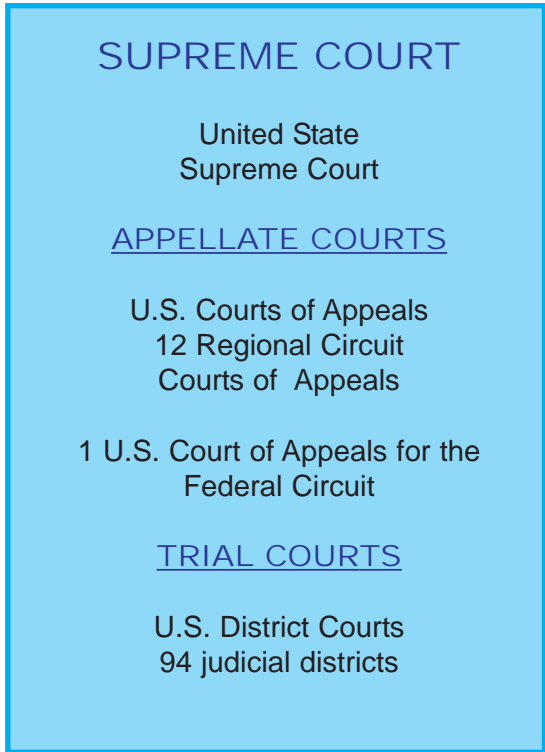 SUPREME COURT
United State
Supreme Court
APPELLATE COURTS
U.S. Courts of Appeals
12 Regional Circuit
Courts of Appeals
1 U.S. Court of Appeals for the
Federal Circuit
TRIAL COURTS
U.S. District Courts
94 judicial districts